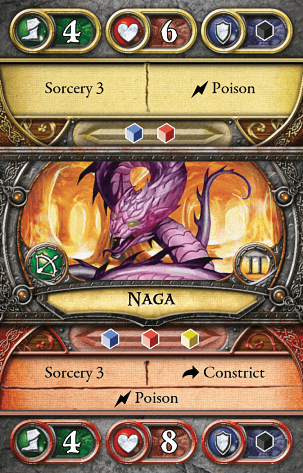 4 6
Sorcery 3 Poison
II
NAGA
Sorcery 3 Constrict
Poison
4 8